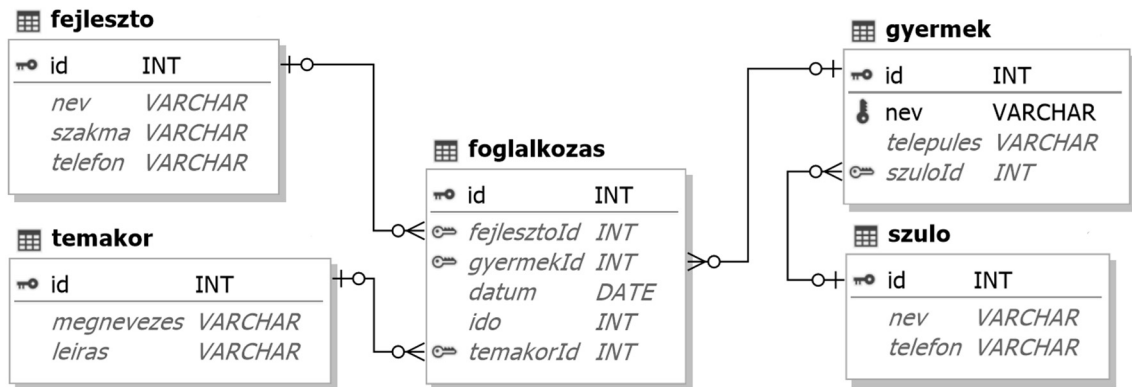 fejleszto
id INT
nev VARCHAR
szakma VARCHAR
telefon VARCHAR
temakor
id INT
megnevezes VARCHAR
leiras VARCHAR
foglalkozas
id INT
fejlesztoId INT
gyermekId INT
datum DATE
ido INT
temakorId INT
gyermek
id INT
nev VARCHAR
telepules VARCHAR
szuloId INT
szulo
id INT
nev VARCHAR
telefon VARCHAR